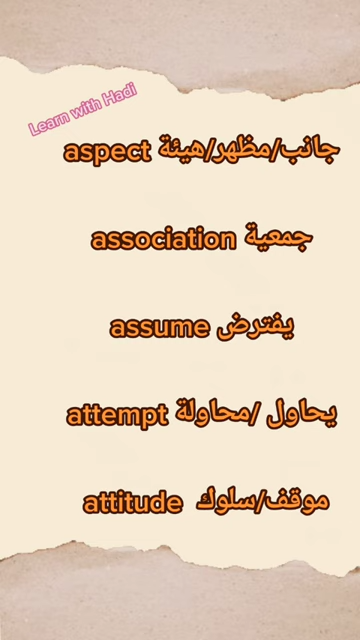 Learn with Hadi
aspect جانب/مظهر/هيئة
association جمعية
assume يفترض
attempt يحاول /محاولة
attitude موقف/سلوك